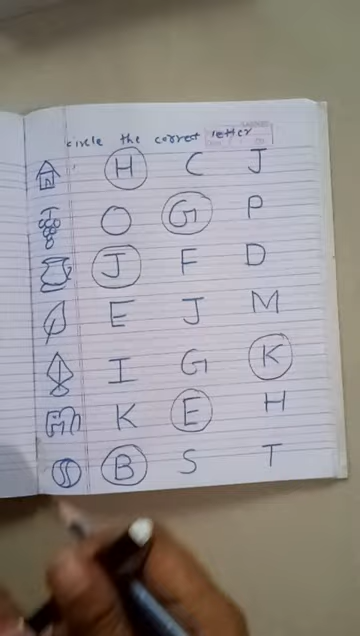 circle the correct letter
H C J
O G P
J F D
E J M
I G K
K E H
B S T